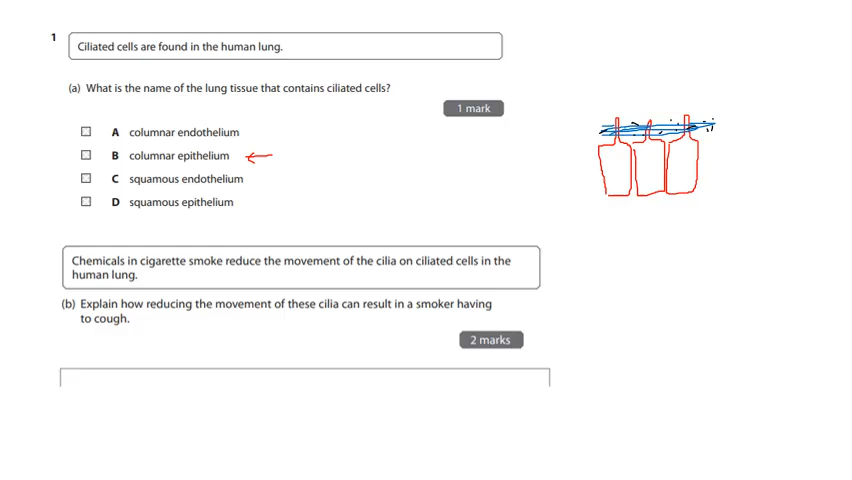 1
Ciliated cells are found in the human lung.
(a) What is the name of the lung tissue that contains ciliated cells?
1 mark
A columnar endothelium
B columnar epithelium
C squamous endothelium
D squamous epithelium
Chemicals in cigarette smoke reduce the movement of the cilia on ciliated cells in the
human lung.
(b) Explain how reducing the movement of these cilia can result in a smoker having
to cough.
2 marks